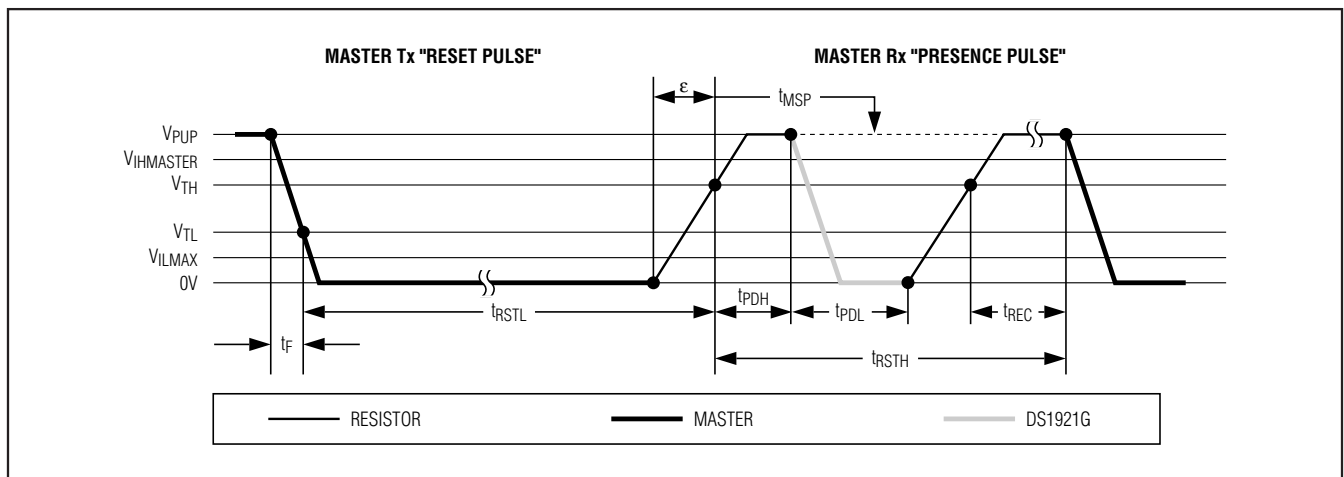 MASTER Tx "RESET PULSE"
MASTER Rx "PRESENCE PULSE"
ε
tMSP
VPUP
VIHMASTER
VTH
VTL
VILMAX
0V
tRSTL
tPDH
tPDL
tREC
tF
tRSTH
RESISTOR
MASTER
DS1921G